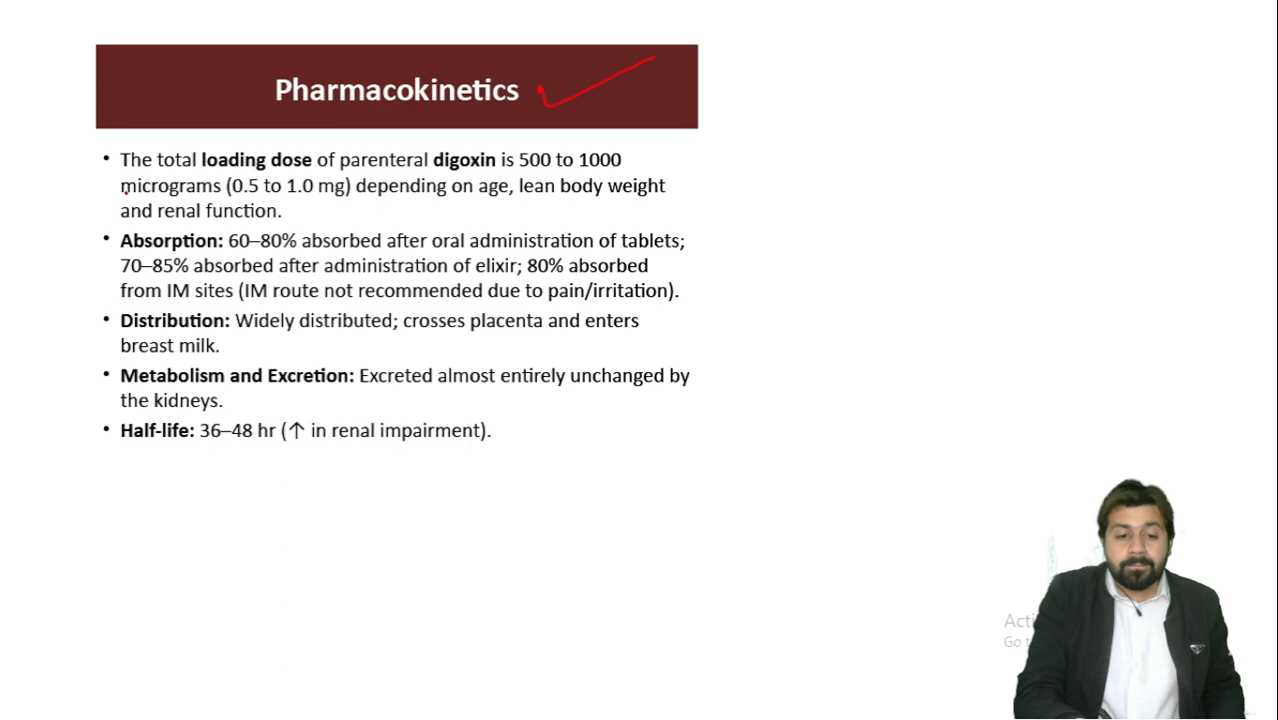 Pharmacokinetics
• The total loading dose of parenteral digoxin is 500 to 1000
micrograms (0.5 to 1.0 mg) depending on age, lean body weight
and renal function.
• Absorption: 60–80% absorbed after oral administration of tablets;
70–85% absorbed after administration of elixir; 80% absorbed
from IM sites (IM route not recommended due to pain/irritation).
• Distribution: Widely distributed; crosses placenta and enters
breast milk.
• Metabolism and Excretion: Excreted almost entirely unchanged by
the kidneys.
• Half-life: 36–48 hr (↑ in renal impairment).
Go t